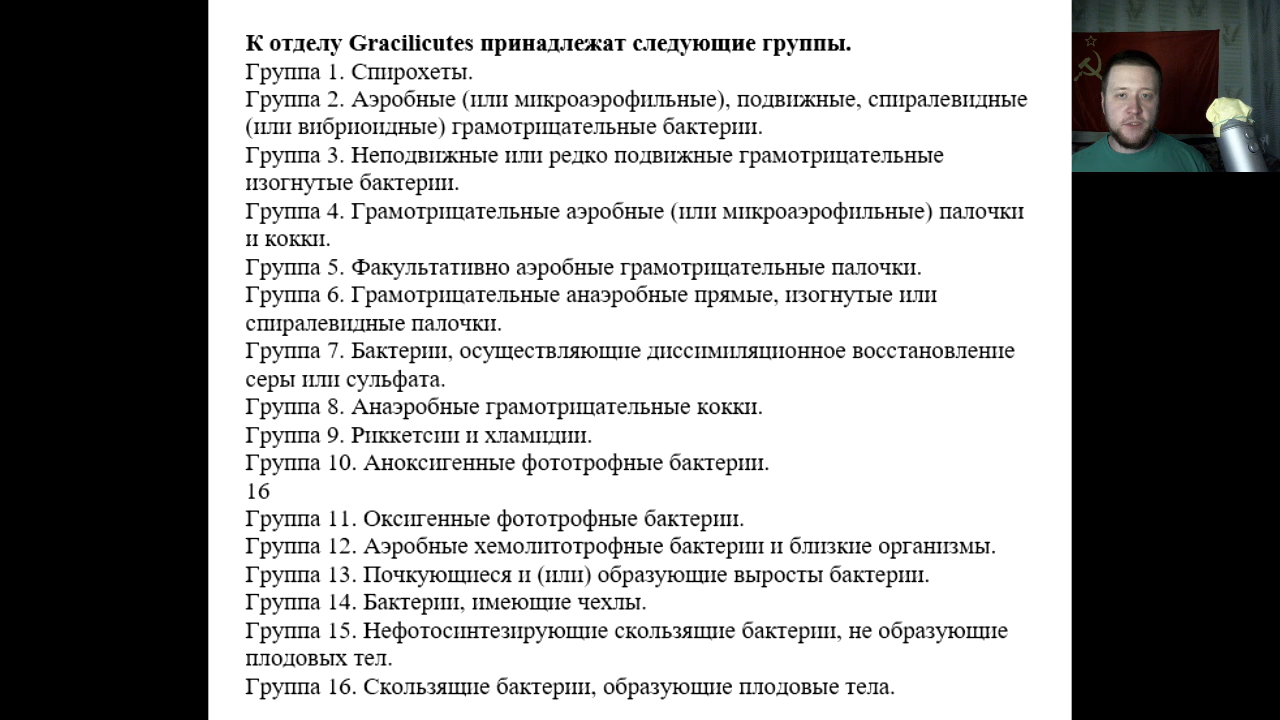 К отделу Gracilicutes принадлежат следующие группы.
Группа 1. Спирохеты.
Группа 2. Аэробные (или микроаэрофильные), подвижные, спиралевидные
(или вибриоидные) грамотрицательные бактерии.
Группа 3. Неподвижные или редко подвижные грамотрицательные
изогнутые бактерии.
Группа 4. Грамотрицательные аэробные (или микроаэрофильные) палочки
и кокки.
Группа 5. Факультативно аэробные грамотрицательные палочки.
Группа 6. Грамотрицательные анаэробные прямые, изогнутые или
спиралевидные палочки.
Группа 7. Бактерии, осуществляющие диссимиляционное восстановление
серы или сульфата.
Группа 8. Анаэробные грамотрицательные кокки.
Группа 9. Риккетсии и хламидии.
Группа 10. Аноксигенные фототрофные бактерии.
16
Группа 11. Оксигенные фототрофные бактерии.
Группа 12. Аэробные хемолитотрофные бактерии и близкие организмы.
Группа 13. Почкующиеся и (или) образующие выросты бактерии.
Группа 14. Бактерии, имеющие чехлы.
Группа 15. Нефотосинтезирующие скользящие бактерии, не образующие
плодовых тел.
Группа 16. Скользящие бактерии, образующие плодовые тела.